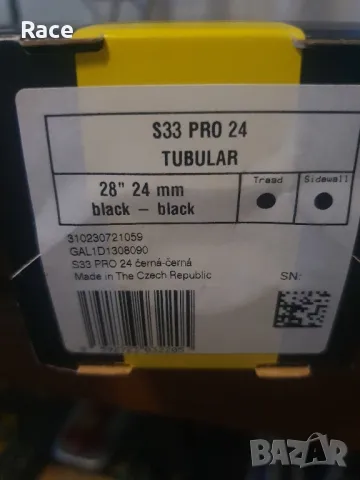 Race
S33 PRO 24
TUBULAR
28" 24 mm
black – black
Tread
Sidewall
310230721059
GAL1D1308090
S33 PRO 24 černá-černá
Made in The Czech Republic
SN:
BAZAR